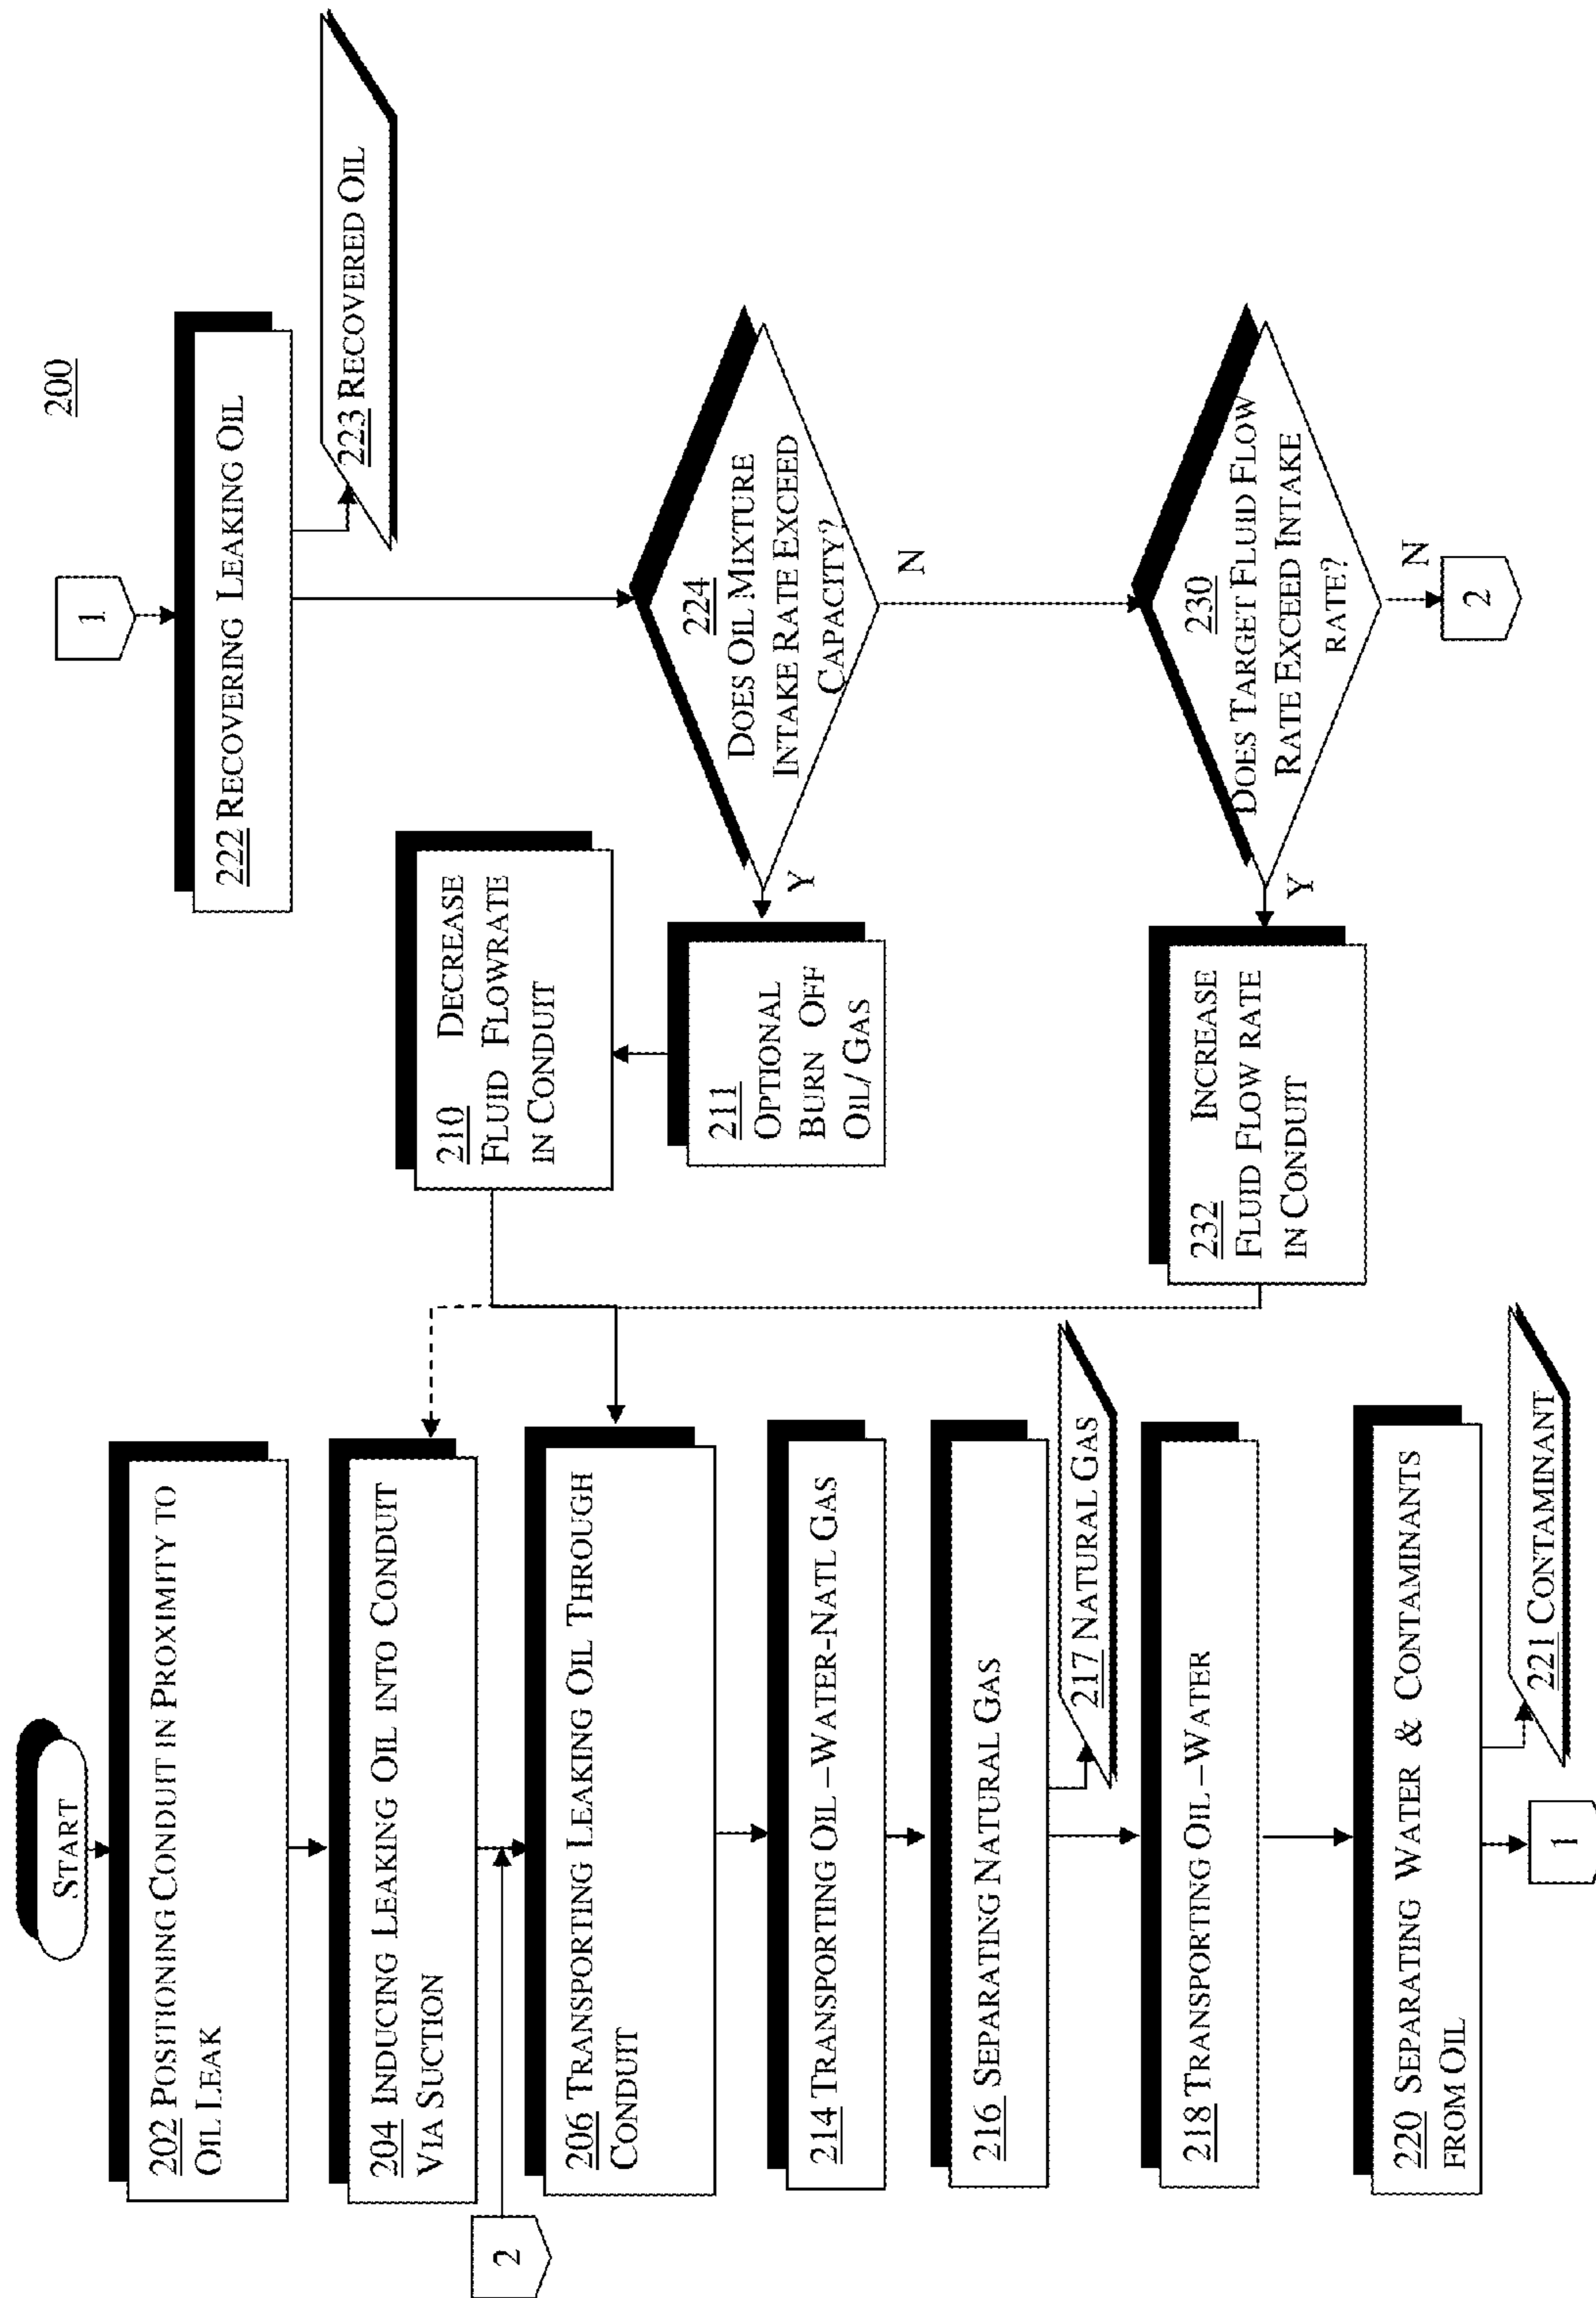 200
START
202 POSITIONING CONDUIT IN PROXIMITY TO
OIL LEAK
204 INDUCING LEAKING OIL INTO CONDUIT
VIA SUCTION
2
206 TRANSPORTING LEAKING OIL THROUGH
CONDUIT
214 TRANSPORTING OIL –WATER-NATL GAS
216 SEPARATING NATURAL GAS
217 NATURAL GAS
218 TRANSPORTING OIL –WATER
220 SEPARATING WATER & CONTAMINANTS
FROM OIL
221 CONTAMINANT
1
1
222 RECOVERING LEAKING OIL
223 RECOVERED OIL
224
DOES OIL MIXTURE
INTAKE RATE EXCEED
CAPACITY?
Y
N
211
OPTIONAL
BURN OFF
OIL/ GAS
210 DECREASE
FLUID FLOWRATE
IN CONDUIT
230
DOES TARGET FLUID FLOW
RATE EXCEED INTAKE
RATE?
Y
N
232 INCREASE
FLUID FLOW RATE
IN CONDUIT
2